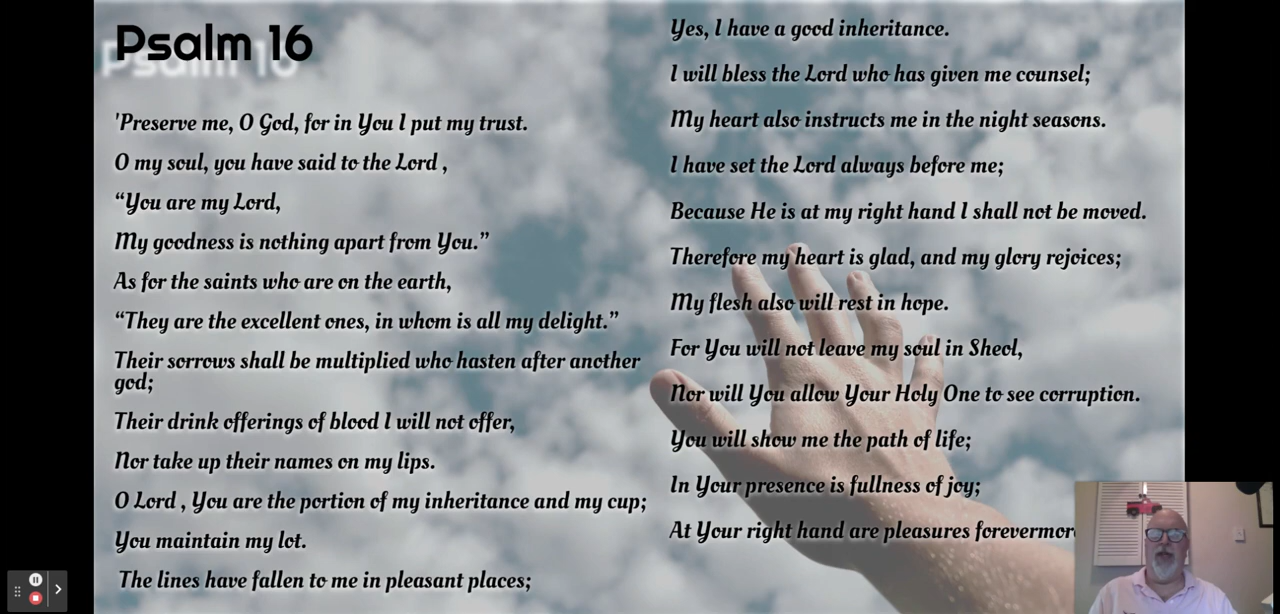 Psalm 16
'Preserve me, O God, for in You I put my trust.
O my soul, you have said to the Lord ,
“You are my Lord,
My goodness is nothing apart from You.”
As for the saints who are on the earth,
“They are the excellent ones, in whom is all my delight.”
Their sorrows shall be multiplied who hasten after another
god;
Their drink offerings of blood I will not offer,
Nor take up their names on my lips.
O Lord , You are the portion of my inheritance and my cup;
You maintain my lot.
The lines have fallen to me in pleasant places;
Yes, I have a good inheritance.
I will bless the Lord who has given me counsel;
My heart also instructs me in the night seasons.
I have set the Lord always before me;
Because He is at my right hand I shall not be moved.
Therefore my heart is glad, and my glory rejoices;
My flesh also will rest in hope.
For You will not leave my soul in Sheol,
Nor will You allow Your Holy One to see corruption.
You will show me the path of life;
In Your presence is fullness of joy;
At Your right hand are pleasures forevermor